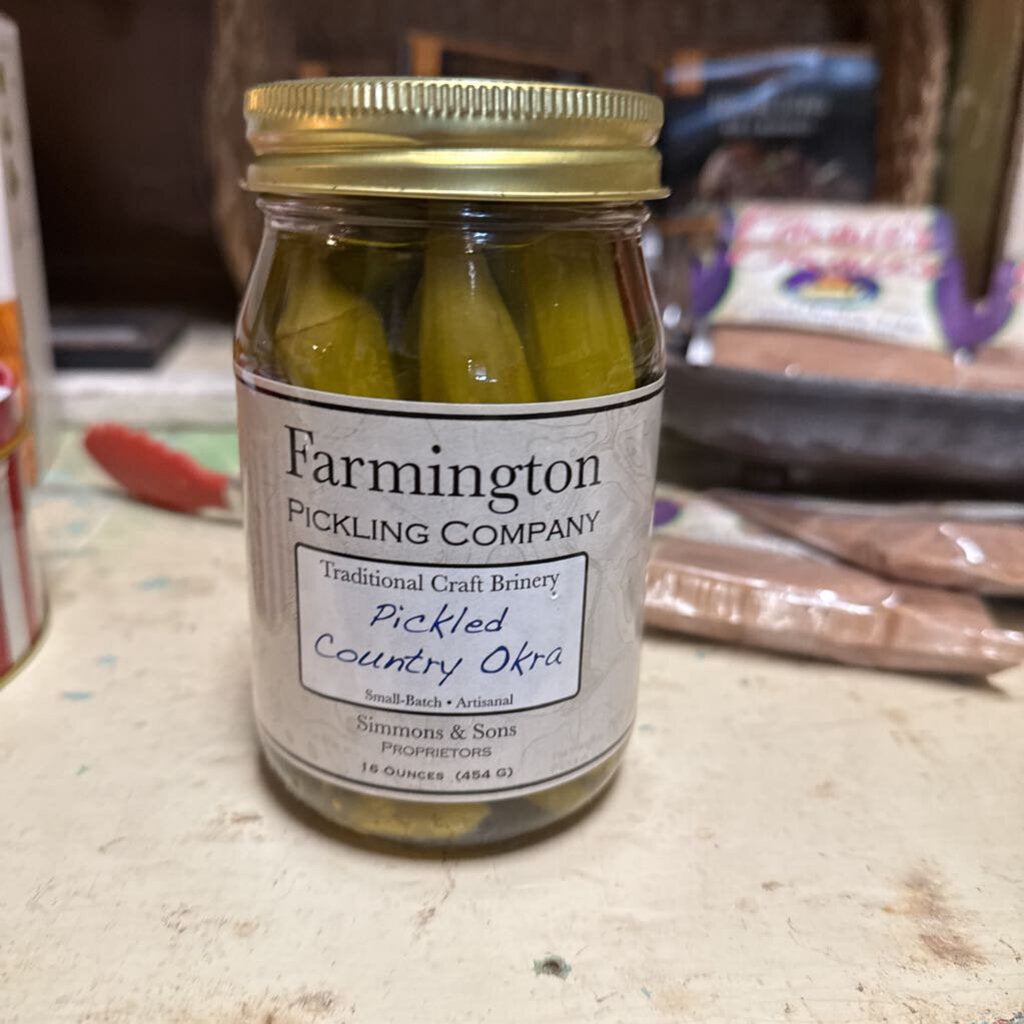 Farmington
PICKLING COMPANY
Traditional Craft Brinery
Pickled
Country Okra
Small-Batch • Artisanal
Simmons & Sons
PROPRIETORS
16 OUNCES (454 G)